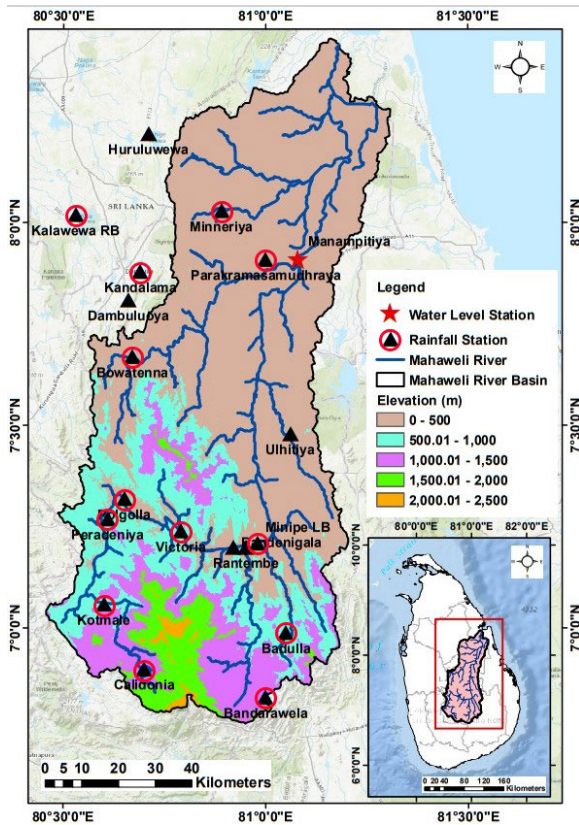 80°30'0"E 81°0'0"E 81°30'0"E
N
W E
S
Huruluwewa
SRI LANKA
Kalawewa RB
Minneriya
8°0'0"N
8°0'0"N
Manampitiya
Parakramasamudhraya
Kandalama
Dambuluoya
Bowatenna
Legend
Water Level Station
Rainfall Station
Mahaweli River
Mahaweli River Basin
Elevation (m)
0 - 500
500.01 - 1,000
1,000.01 - 1,500
1,500.01 - 2,000
2,000.01 - 2,500
7°30'0"N
7°30'0"N
Ulhitiya
Peradeniya
Victoria
Minipe LB
Rantembe
Kotmale
7°0'0"N
7°0'0"N
Badulla
Calidonia
Bandarawela
80°0'0"E 81°0'0"E 82°0'0"E
10°0'0"N
8°0'0"N
6°0'0"N
4232
0 20 40 80 120 160
Kilometers
0 5 10 20 30 40
Kilometers
80°30'0"E 81°0'0"E 81°30'0"E